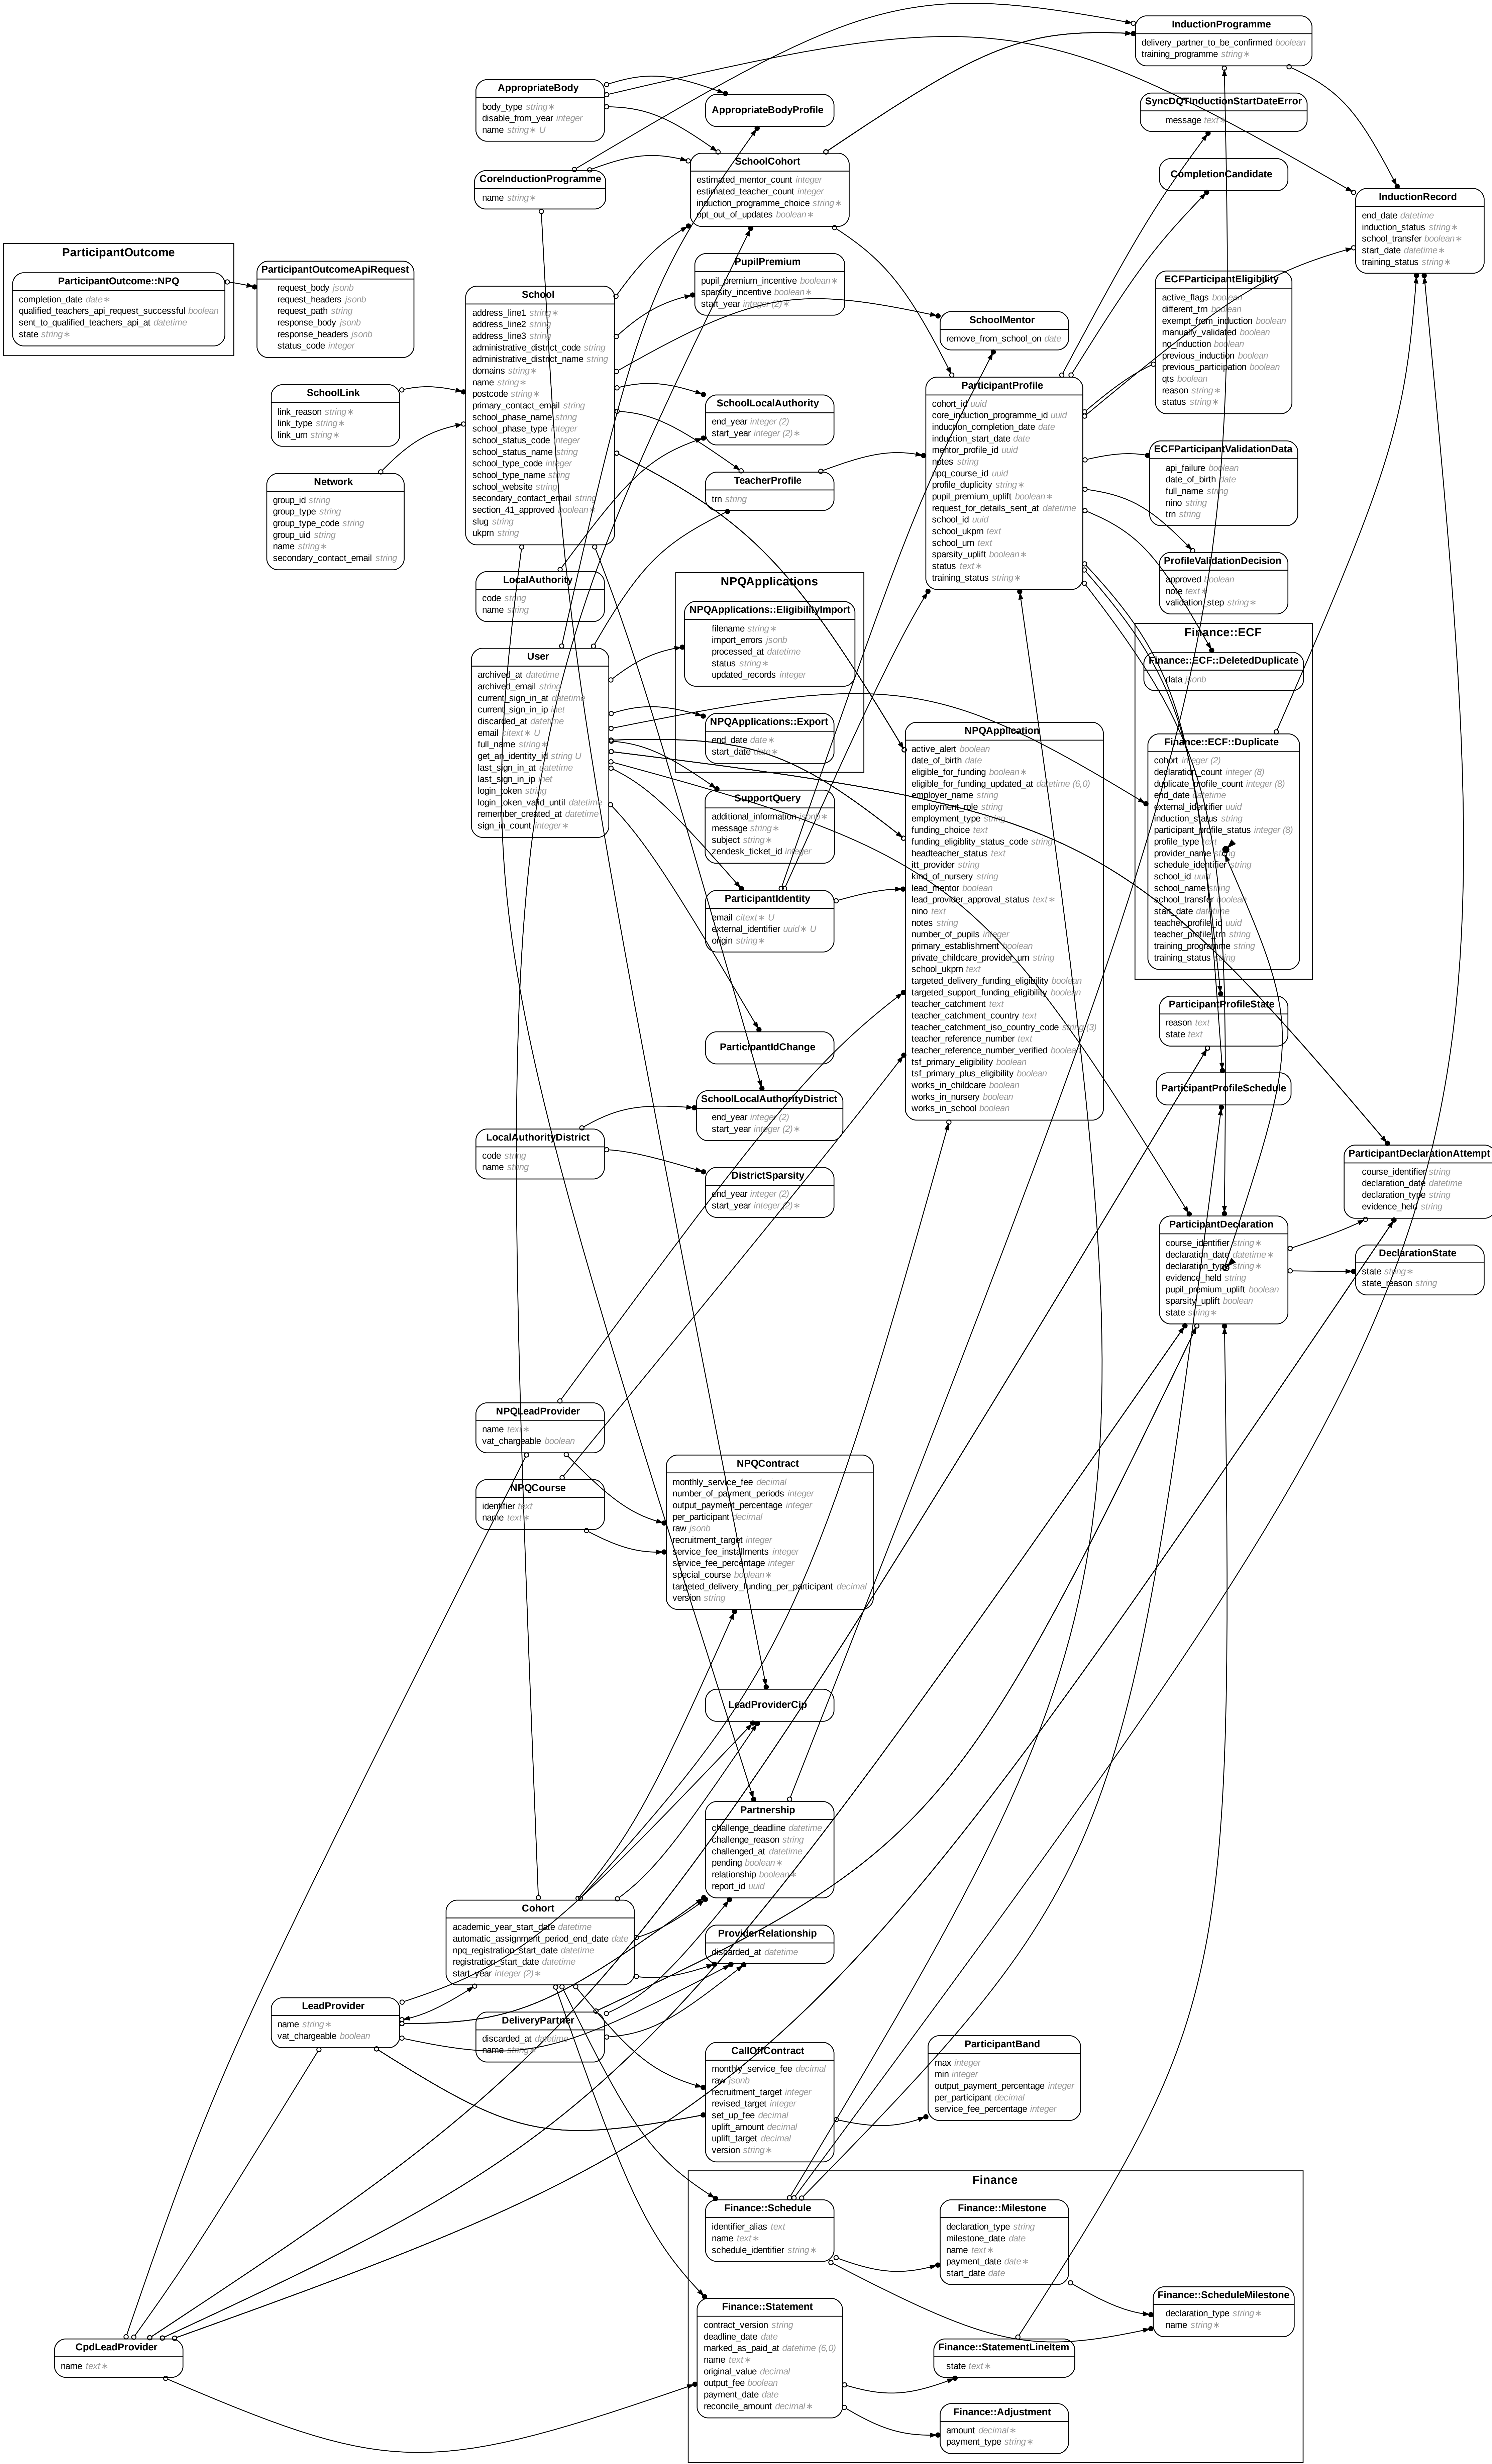 InductionProgramme
delivery_partner_to_be_confirmed boolean
training_programme string∗
AppropriateBody
body_type string∗
disable_from_year integer
name string∗ U
AppropriateBodyProfile
SyncDQTInductionStartDateError
message text∗
SchoolCohort
estimated_mentor_count integer
estimated_teacher_count integer
induction_programme_choice string∗
opt_out_of_updates boolean∗
CoreInductionProgramme
name string∗
CompletionCandidate
InductionRecord
end_date datetime
induction_status string∗
school_transfer boolean∗
start_date datetime∗
training_status string∗
ParticipantOutcome
ParticipantOutcome::NPQ
completion_date date∗
qualified_teachers_api_request_successful boolean
sent_to_qualified_teachers_api_at datetime
state string∗
ParticipantOutcomeApiRequest
request_body jsonb
request_headers jsonb
request_path string
response_body jsonb
response_headers jsonb
status_code integer
School
address_line1 string∗
address_line2 string
address_line3 string
administrative_district_code string
administrative_district_name string
domains string∗
name string∗
postcode string∗
primary_contact_email string
school_phase_name string
school_phase_type integer
school_status_code integer
school_status_name string
school_type_code integer
school_type_name string
school_website string
secondary_contact_email string
section_41_approved boolean∗
slug string
ukprn string
PupilPremium
pupil_premium_incentive boolean∗
sparsity_incentive boolean∗
start_year integer (2)∗
SchoolMentor
remove_from_school_on date
ECFParticipantEligibility
active_flags boolean
different_trn boolean
exempt_from_induction boolean
manually_validated boolean
no_induction boolean
previous_induction boolean
previous_participation boolean
qts boolean
reason string∗
status string∗
SchoolLink
link_reason string∗
link_type string∗
link_urn string∗
SchoolLocalAuthority
end_year integer (2)
start_year integer (2)∗
ParticipantProfile
cohort_id uuid
core_induction_programme_id uuid
induction_completion_date date
induction_start_date date
mentor_profile_id uuid
notes string
npq_course_id uuid
profile_duplicity string∗
pupil_premium_uplift boolean∗
request_for_details_sent_at datetime
school_id uuid
school_ukprn text
school_urn text
sparsity_uplift boolean∗
status text∗
training_status string∗
Network
group_id string
group_type string
group_type_code string
group_uid string
name string∗
secondary_contact_email string
TeacherProfile
trn string
ECFParticipantValidationData
api_failure boolean
date_of_birth date
full_name string
nino string
trn string
ProfileValidationDecision
approved boolean
note text∗
validation_step string∗
LocalAuthority
code string
name string
NPQApplications
NPQApplications::EligibilityImport
filename string∗
import_errors jsonb
processed_at datetime
status string∗
updated_records integer
NPQApplications::Export
end_date date∗
start_date date∗
User
archived_at datetime
archived_email string
current_sign_in_at datetime
current_sign_in_ip inet
discarded_at datetime
email citext∗ U
full_name string∗
get_an_identity_id string U
last_sign_in_at datetime
last_sign_in_ip inet
login_token string
login_token_valid_until datetime
remember_created_at datetime
sign_in_count integer∗
Finance::ECF
Finance::ECF::DeletedDuplicate
data jsonb
Finance::ECF::Duplicate
cohort integer (2)
declaration_count integer (8)
duplicate_profile_count integer (8)
end_date datetime
external_identifier uuid
induction_status string
participant_profile_status integer (8)
profile_type text
provider_name string
schedule_identifier string
school_id uuid
school_name string
school_transfer boolean
start_date datetime
teacher_profile_id uuid
teacher_profile_trn string
training_programme string
training_status string
NPQApplication
active_alert boolean
date_of_birth date
eligible_for_funding boolean∗
eligible_for_funding_updated_at datetime (6,0)
employer_name string
employment_role string
employment_type string
funding_choice text
funding_eligiblity_status_code string
headteacher_status text
itt_provider string
kind_of_nursery string
lead_mentor boolean
lead_provider_approval_status text∗
nino text
notes string
number_of_pupils integer
primary_establishment boolean
private_childcare_provider_urn string
school_ukprn text
targeted_delivery_funding_eligibility boolean
targeted_support_funding_eligibility boolean
teacher_catchment text
teacher_catchment_country text
teacher_catchment_iso_country_code string (3)
teacher_reference_number text
teacher_reference_number_verified boolean
tsf_primary_eligibility boolean
tsf_primary_plus_eligibility boolean
works_in_childcare boolean
works_in_nursery boolean
works_in_school boolean
SupportQuery
additional_information jsonb∗
message string∗
subject string∗
zendesk_ticket_id integer
ParticipantIdentity
email citext∗ U
external_identifier uuid∗ U
origin string∗
ParticipantIdChange
ParticipantProfileState
reason text
state text
ParticipantProfileSchedule
SchoolLocalAuthorityDistrict
end_year integer (2)
start_year integer (2)∗
LocalAuthorityDistrict
code string
name string
DistrictSparsity
end_year integer (2)
start_year integer (2)∗
ParticipantDeclarationAttempt
course_identifier string
declaration_date datetime
declaration_type string
evidence_held string
ParticipantDeclaration
course_identifier string∗
declaration_date datetime∗
declaration_type string∗
evidence_held string
pupil_premium_uplift boolean
sparsity_uplift boolean
state string∗
DeclarationState
state string∗
state_reason string
NPQLeadProvider
name text∗
vat_chargeable boolean
NPQCourse
identifier text
name text∗
NPQContract
monthly_service_fee decimal
number_of_payment_periods integer
output_payment_percentage integer
per_participant decimal
raw jsonb
recruitment_target integer
service_fee_installments integer
service_fee_percentage integer
special_course boolean∗
targeted_delivery_funding_per_participant decimal
version string
LeadProviderCip
Partnership
challenge_deadline datetime
challenge_reason string
challenged_at datetime
pending boolean∗
relationship boolean∗
report_id uuid
Cohort
academic_year_start_date datetime
automatic_assignment_period_end_date date
npq_registration_start_date datetime
registration_start_date datetime
start_year integer (2)∗
ProviderRelationship
discarded_at datetime
LeadProvider
name string∗
vat_chargeable boolean
DeliveryPartner
discarded_at datetime
name string∗
CallOffContract
monthly_service_fee decimal
raw jsonb
recruitment_target integer
revised_target integer
set_up_fee decimal
uplift_amount decimal
uplift_target decimal
version string∗
ParticipantBand
max integer
min integer
output_payment_percentage integer
per_participant decimal
service_fee_percentage integer
Finance
Finance::Schedule
identifier_alias text
name text∗
schedule_identifier string∗
Finance::Milestone
declaration_type string
milestone_date date
name text∗
payment_date date∗
start_date date
Finance::ScheduleMilestone
declaration_type string∗
name string∗
Finance::Statement
contract_version string
deadline_date date
marked_as_paid_at datetime (6,0)
name text∗
original_value decimal
output_fee boolean
payment_date date
reconcile_amount decimal∗
Finance::StatementLineItem
state text∗
Finance::Adjustment
amount decimal∗
payment_type string∗
CpdLeadProvider
name text∗